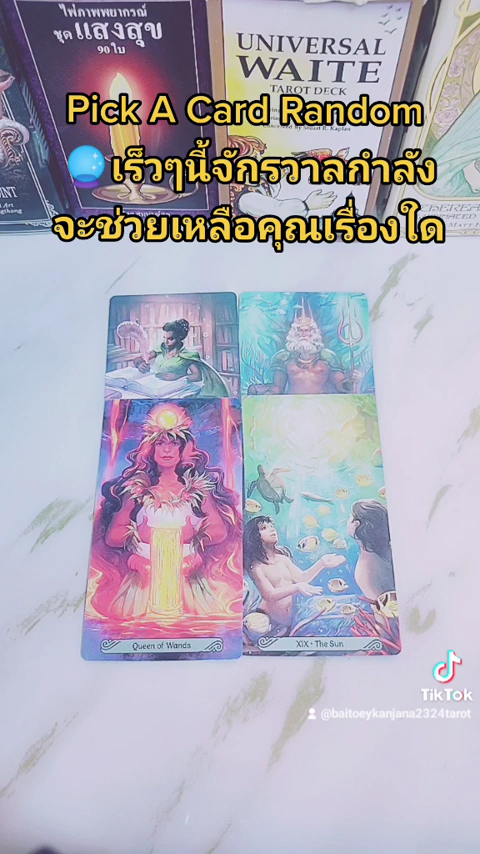 ไพ่ภาพพยากรณ์
ชุด แสงสุข
90 ใบ
UNIVERSAL
WAITE
TAROT DECK
Pick A Card Random
🔮เร็วๆนี้จักรวาลกำลัง
จะช่วยเหลือคุณเรื่องใด
Queen of Wands
XIX • The Sun
TikTok
@baitoeykanjana2324tarot